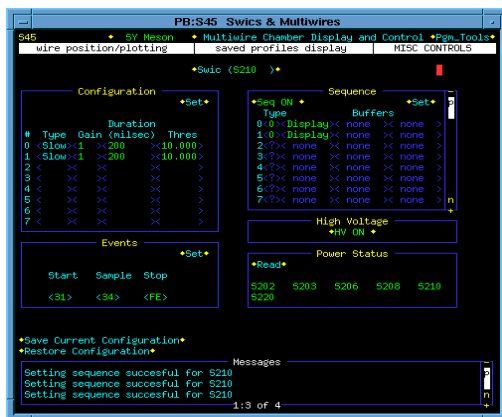 PB:S45 Swics & Multiwires
S45 ◆ SY Meson ◆ Multiwire Chamber Display and Control ◆Pgm_Tools◆
wire position/plotting saved profiles display MISC CONTROLS
◆Swic (S210 )◆
Configuration
◆Set◆
Duration
# Type Gain (milsec) Thres
0 <Slow><1 ><200 ><10.000>
1 <Slow><1 ><200 ><10.000>
2 < >< >< >< >
3 < >< >< >< >
4 < >< >< >< >
5 < >< >< >< >
6 < >< >< >< >
7 < >< >< >< >
Sequence
◆Seq ON ◆ ◆Set◆
Type Buffers
0<0><Display>< none >< none >
1<0><Display>< none >< none >
2<?>< none >< none >< none >
3<?>< none >< none >< none >
4<?>< none >< none >< none >
5<?>< none >< none >< none >
6<?>< none >< none >< none >
7<?>< none >< none >< none >
- p n +
High Voltage
◆HV ON ◆
Events
◆Set◆
Start Sample Stop
<31> <34> <FE>
Power Status
◆Read◆
S202 S203 S206 S208 S210
S220
◆Save Current Configuration◆
◆Restore Configuration◆
Messages
Setting sequence succesful for S210
Setting sequence succesful for S210
Setting sequence succesful for S210
- p n +
1:3 of 4